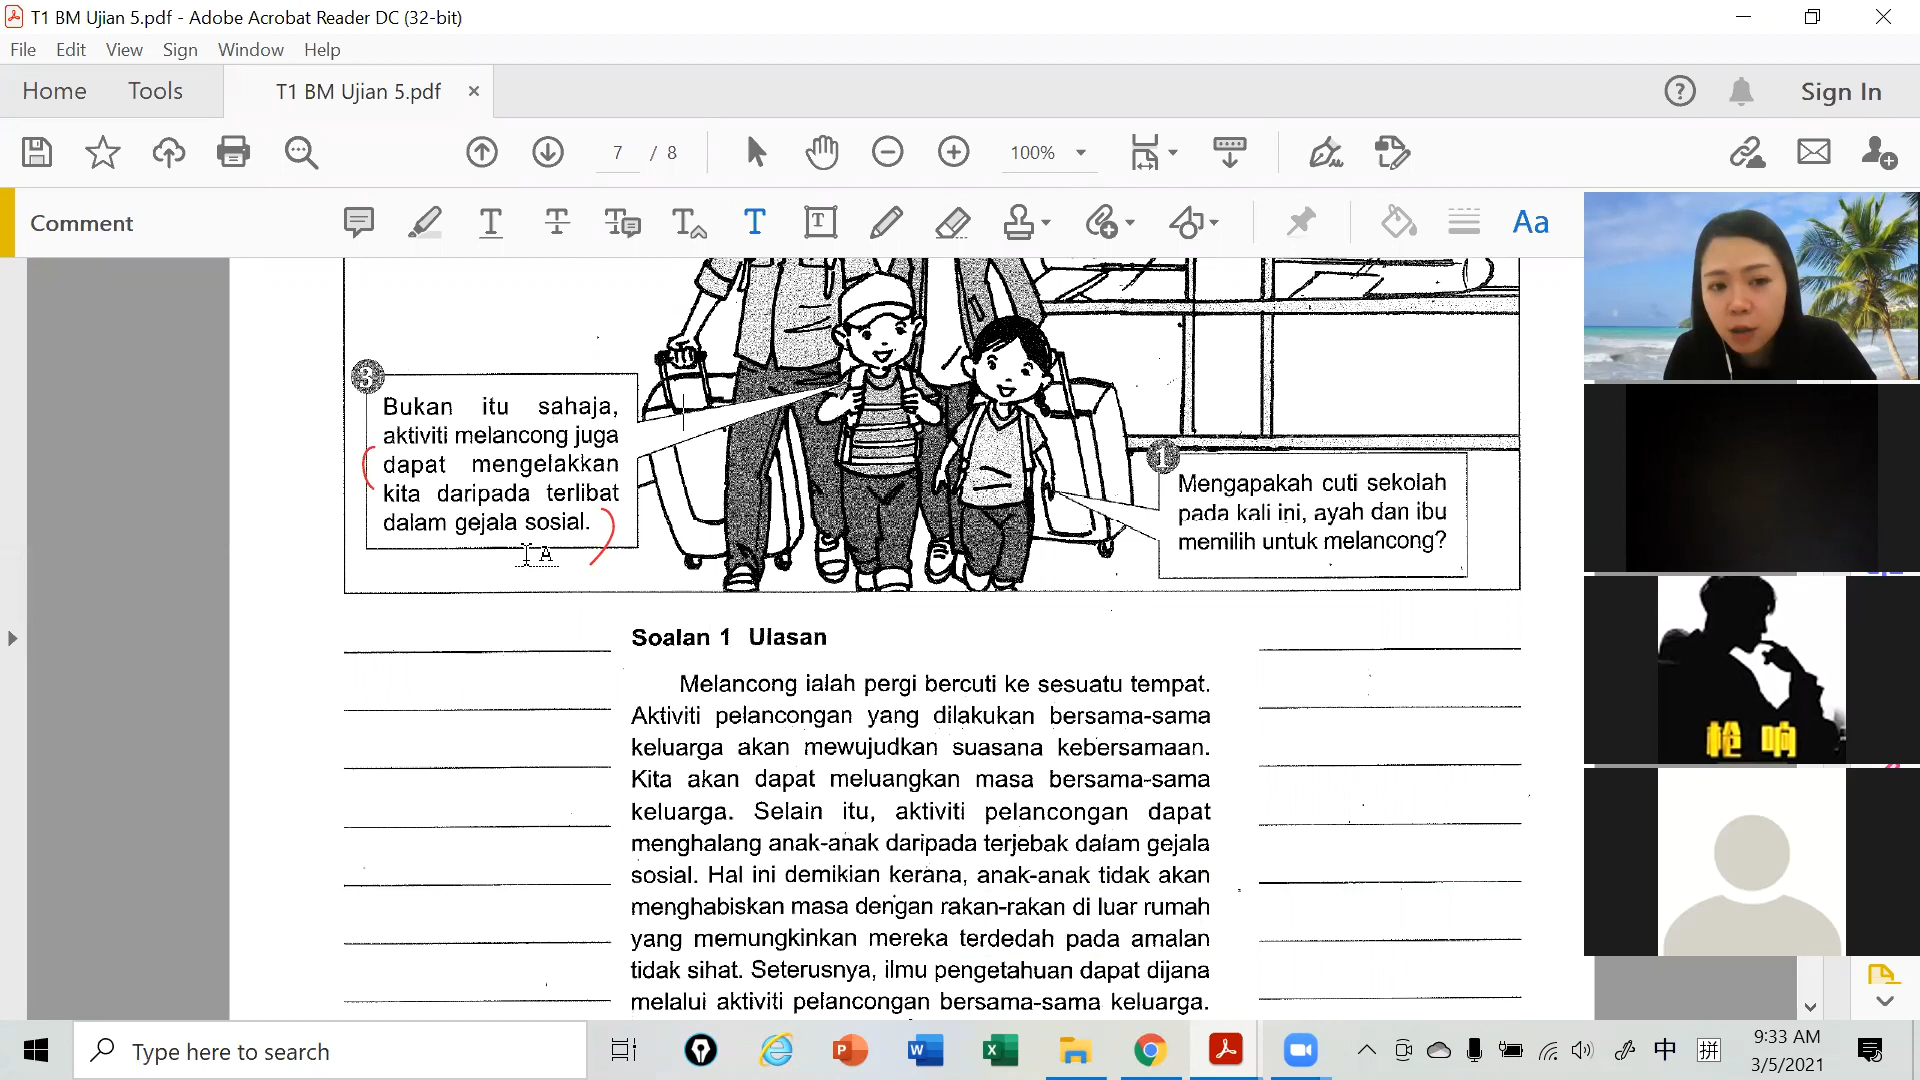 T1 BM Ujian 5.pdf - Adobe Acrobat Reader DC (32-bit)
File Edit View Sign Window Help
Home Tools T1 BM Ujian 5.pdf × Sign In
7 / 8 100%
Comment
Aa
3
Bukan itu sahaja,
aktiviti melancong juga
dapat mengelakkan
kita daripada terlibat
dalam gejala sosial.
A
1
Mengapakah cuti sekolah
pada kali ini, ayah dan ibu
memilih untuk melancong?
Soalan 1 Ulasan
Melancong ialah pergi bercuti ke sesuatu tempat.
Aktiviti pelancongan yang dilakukan bersama-sama
keluarga akan mewujudkan suasana kebersamaan.
Kita akan dapat meluangkan masa bersama-sama
keluarga. Selain itu, aktiviti pelancongan dapat
menghalang anak-anak daripada terjebak dalam gejala
sosial. Hal ini demikian kerana, anak-anak tidak akan
menghabiskan masa dengan rakan-rakan di luar rumah
yang memungkinkan mereka terdedah pada amalan
tidak sihat. Seterusnya, ilmu pengetahuan dapat dijana
melalui aktiviti pelancongan bersama-sama keluarga.
枪 响
Type here to search
中 拼
9:33 AM
3/5/2021